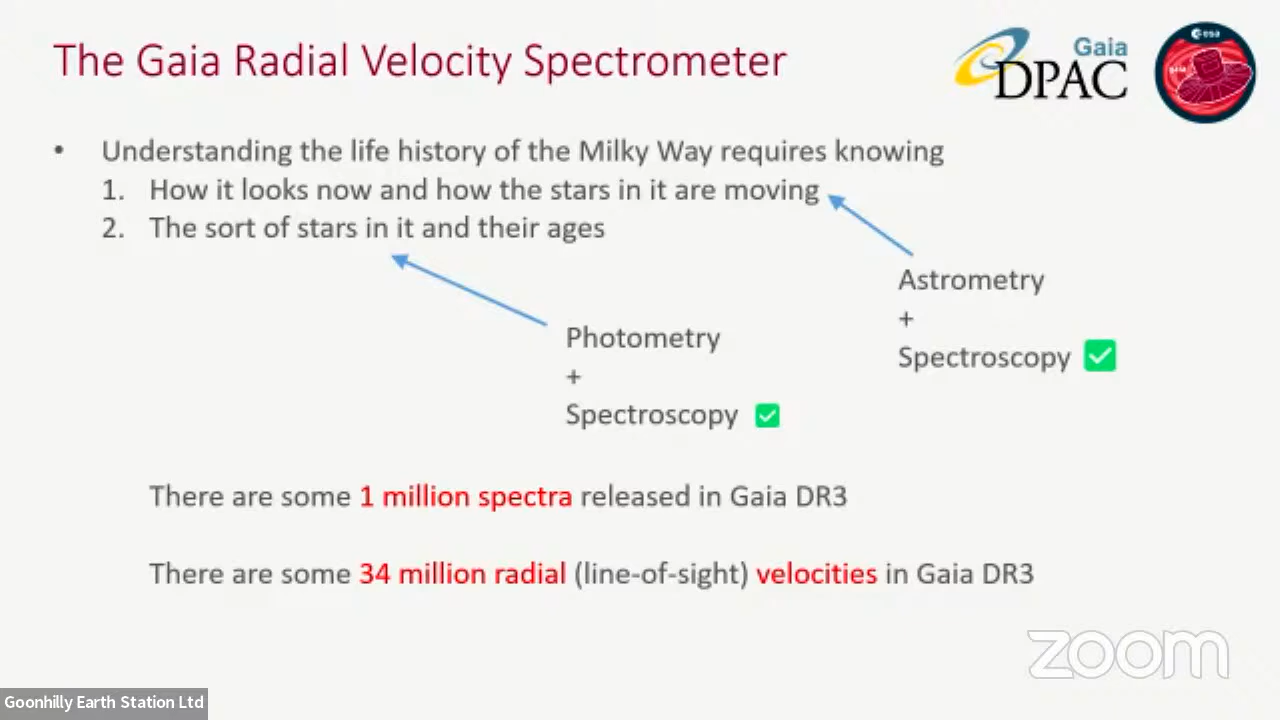 The Gaia Radial Velocity Spectrometer
Gaia
DPAC
esa
gaia
• Understanding the life history of the Milky Way requires knowing
1. How it looks now and how the stars in it are moving
2. The sort of stars in it and their ages
Astrometry
+
Spectroscopy ✅
Photometry
+
Spectroscopy ✅
There are some 1 million spectra released in Gaia DR3
There are some 34 million radial (line-of-sight) velocities in Gaia DR3
zoom
Goonhilly Earth Station Ltd